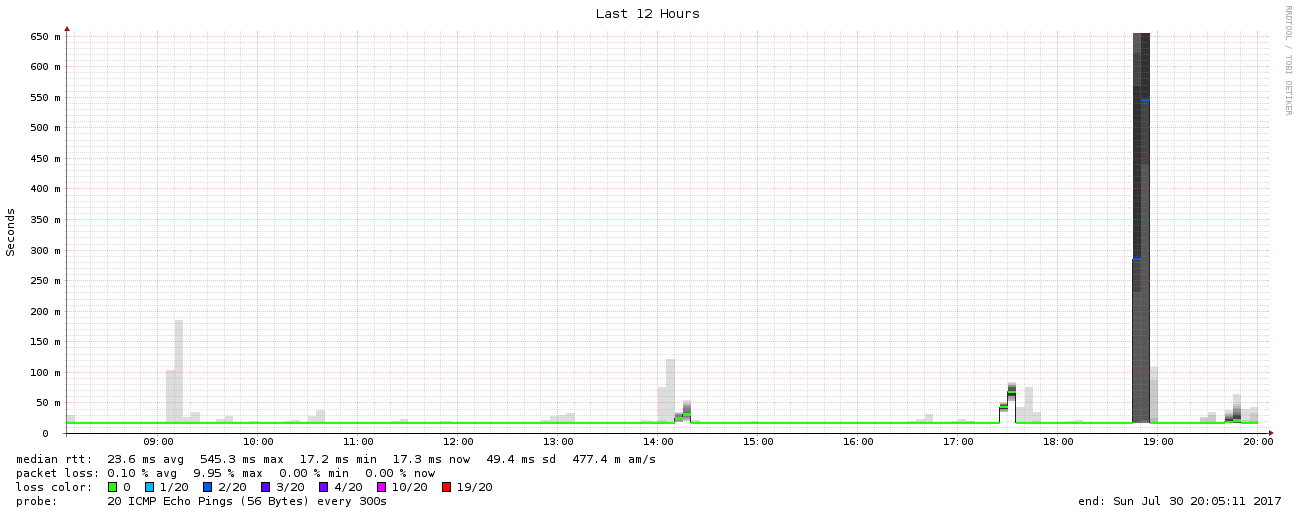 Last 12 Hours
RRDTOOL / TOBI OETIKER
Seconds
650 m
600 m
550 m
500 m
450 m
400 m
350 m
300 m
250 m
200 m
150 m
100 m
50 m
0
09:00 10:00 11:00 12:00 13:00 14:00 15:00 16:00 17:00 18:00 19:00 20:00
median rtt: 23.6 ms avg 545.3 ms max 17.2 ms min 17.3 ms now 49.4 ms sd 477.4 m am/s
packet loss: 0.10 % avg 9.95 % max 0.00 % min 0.00 % now
loss color: 0 1/20 2/20 3/20 4/20 10/20 19/20
probe: 20 ICMP Echo Pings (56 Bytes) every 300s end: Sun Jul 30 20:05:11 2017